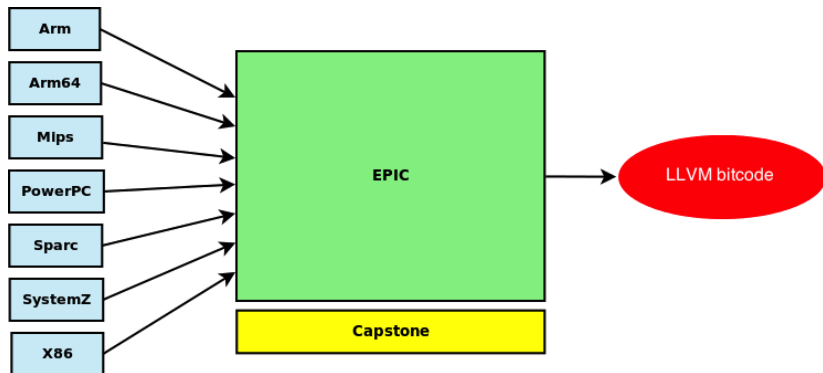 Arm
Arm64
Mips
PowerPC
Sparc
SystemZ
X86
EPIC
Capstone
LLVM bitcode